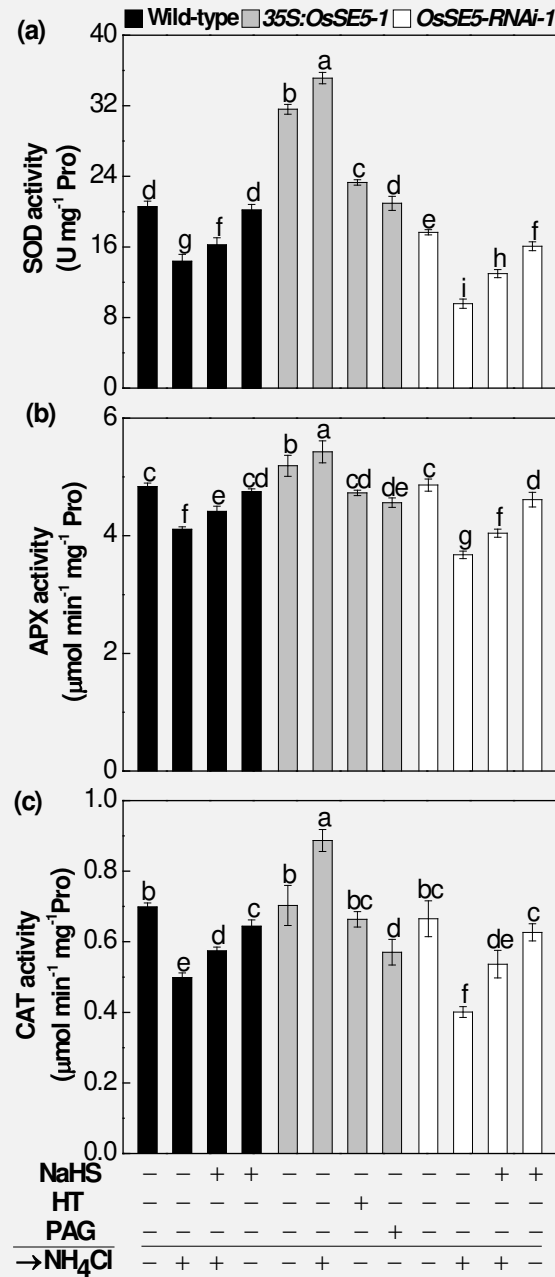 Wild-type 35S:OsSE5-1 OsSE5-RNAi-1
(a)
SOD activity
(U mg⁻¹ Pro)
40
32
24
16
8
0
d g f d b a c d e i h f
(b)
APX activity
(μmol min⁻¹ mg⁻¹ Pro)
6
4
2
0
c f e cd b a cd de c g f d
(c)
CAT activity
(μmol min⁻¹ mg⁻¹Pro)
1.0
0.8
0.6
0.4
0.2
0.0
b e d c b a bc d bc f de c
NaHS − − + + − − − − − − + +
HT − − − − − − + − − − − −
PAG − − − − − − − + − − − −
→NH₄Cl − + + − − + − − − + + −